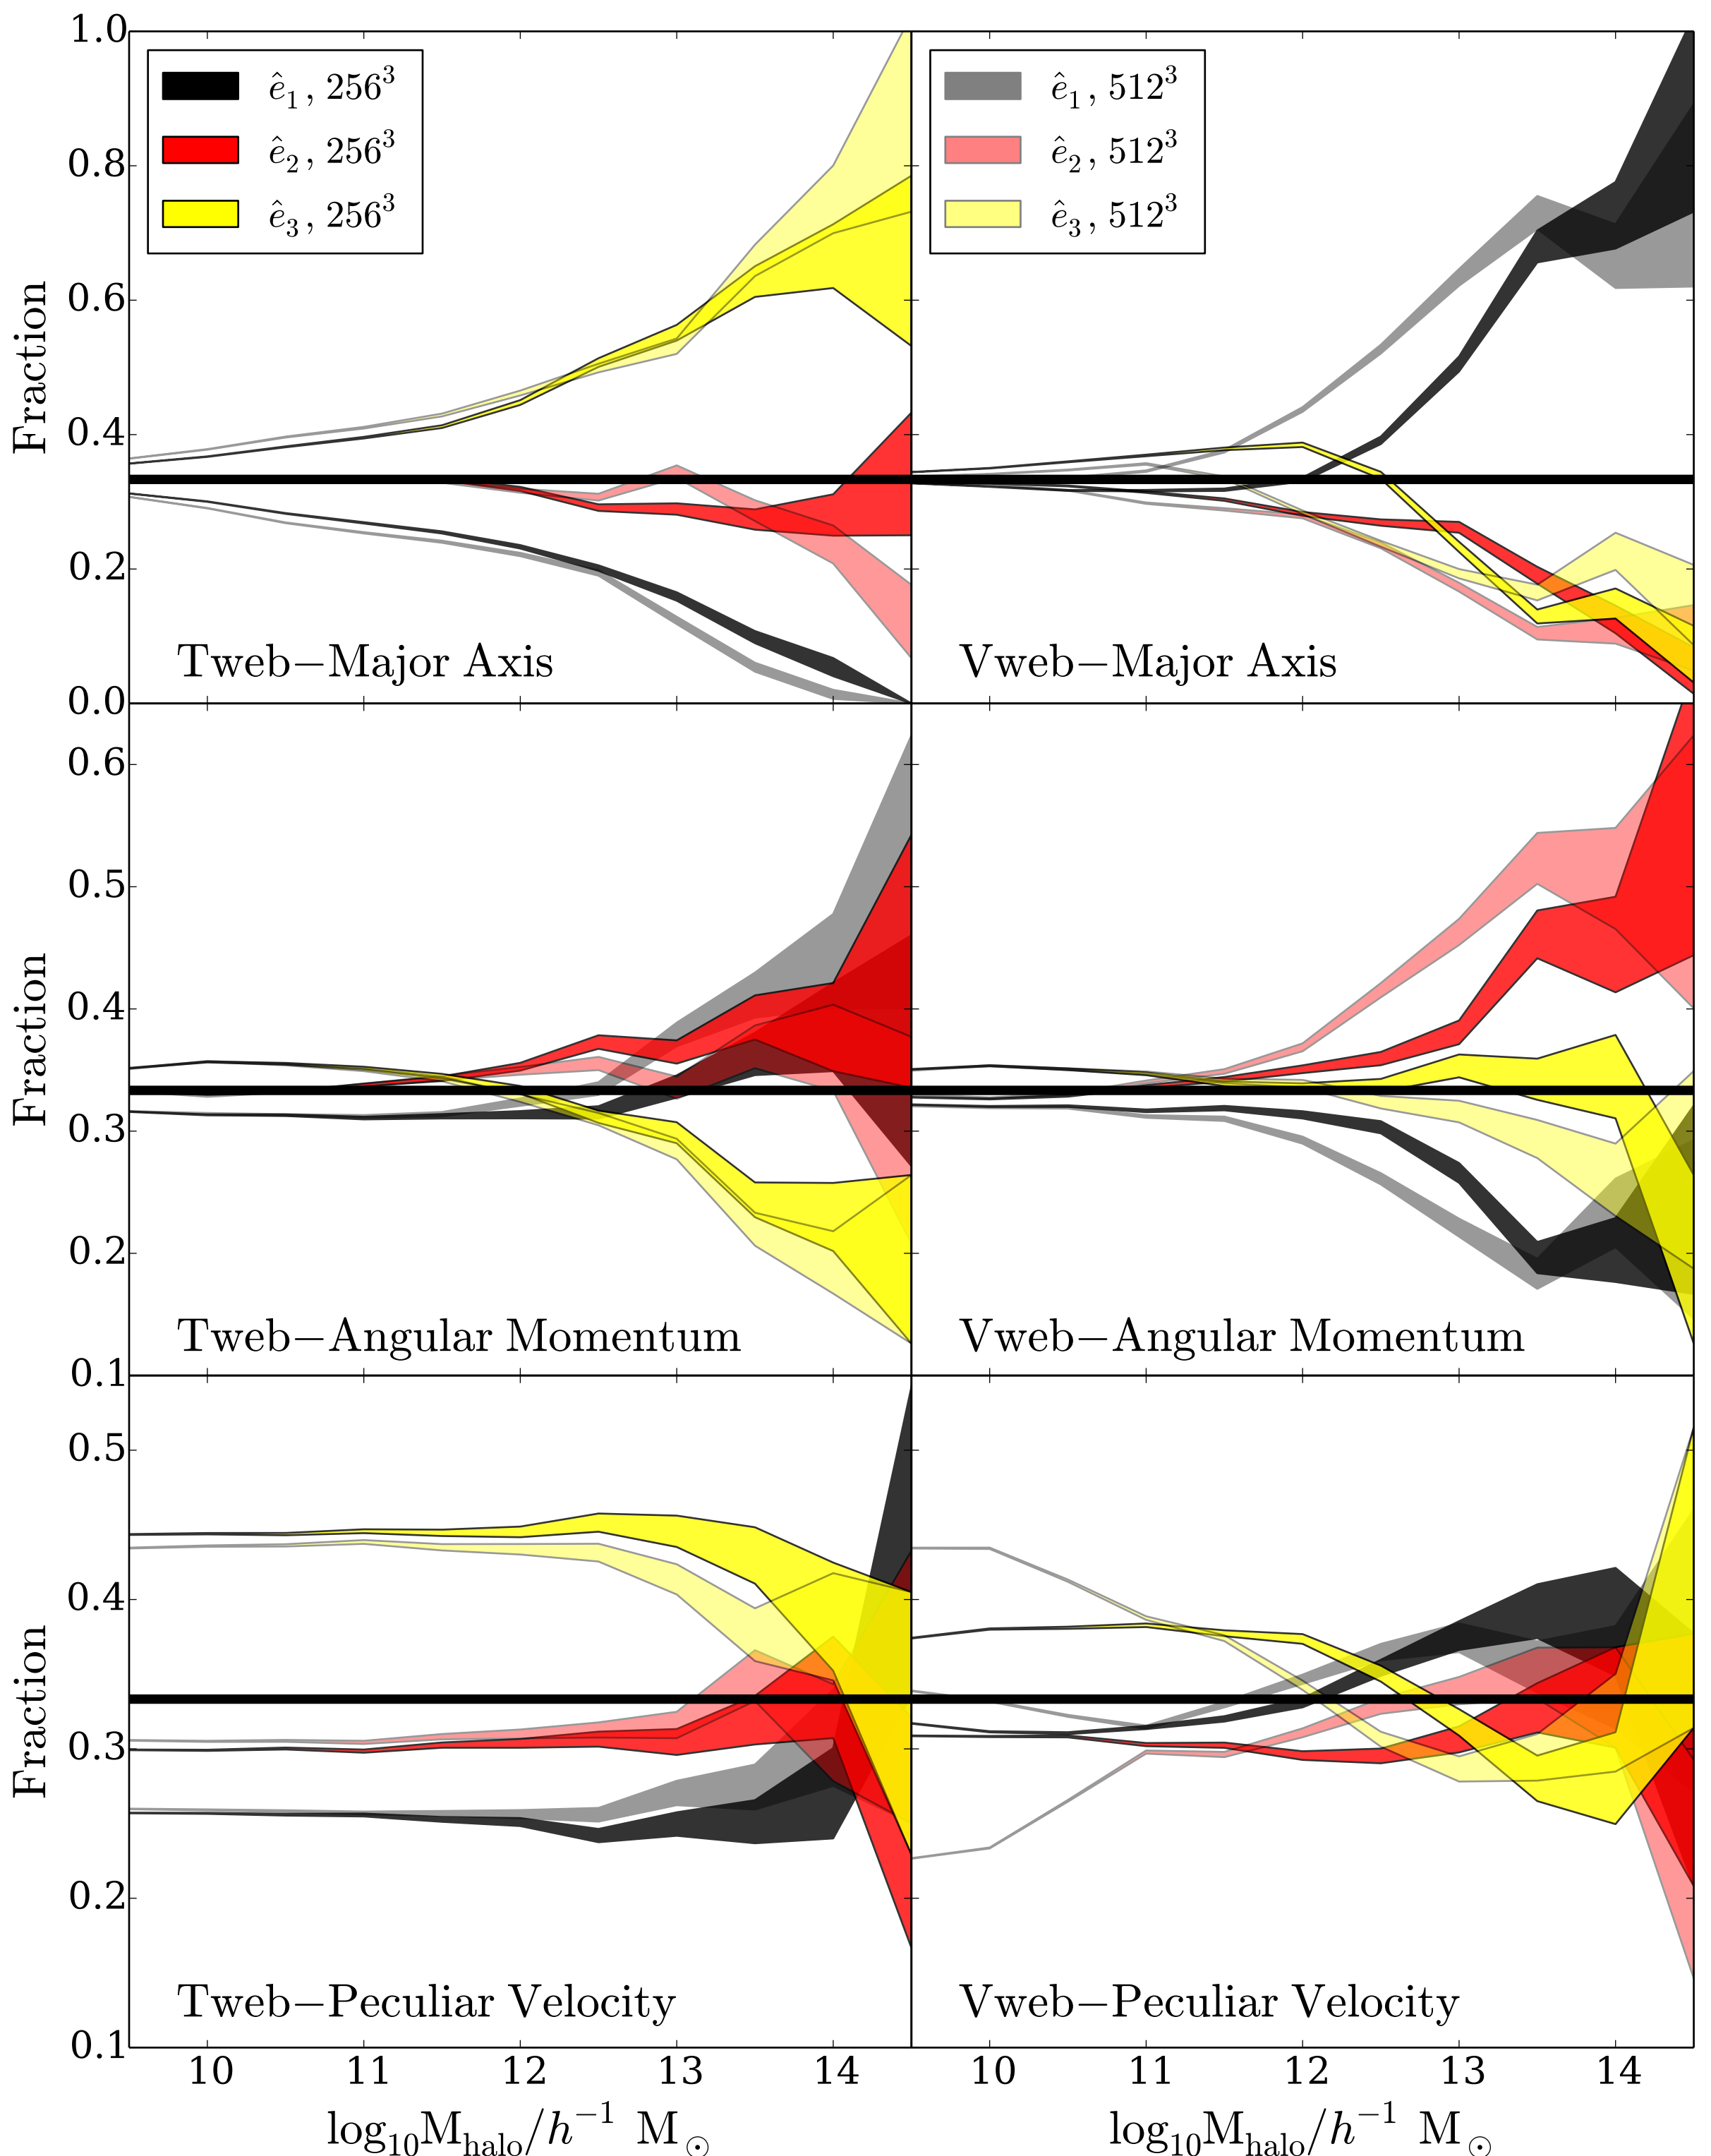 1.0
0.8
0.6
0.4
0.2
0.0
Fraction
ê₁, 256³
ê₂, 256³
ê₃, 256³
Tweb−Major Axis
ê₁, 512³
ê₂, 512³
ê₃, 512³
Vweb−Major Axis
0.6
0.5
0.4
0.3
0.2
0.1
Fraction
Tweb−Angular Momentum
Vweb−Angular Momentum
0.5
0.4
0.3
0.2
0.1
Fraction
Tweb−Peculiar Velocity
Vweb−Peculiar Velocity
10 11 12 13 14
10 11 12 13 14
log₁₀M_halo/h⁻¹ M_⊙
log₁₀M_halo/h⁻¹ M_⊙